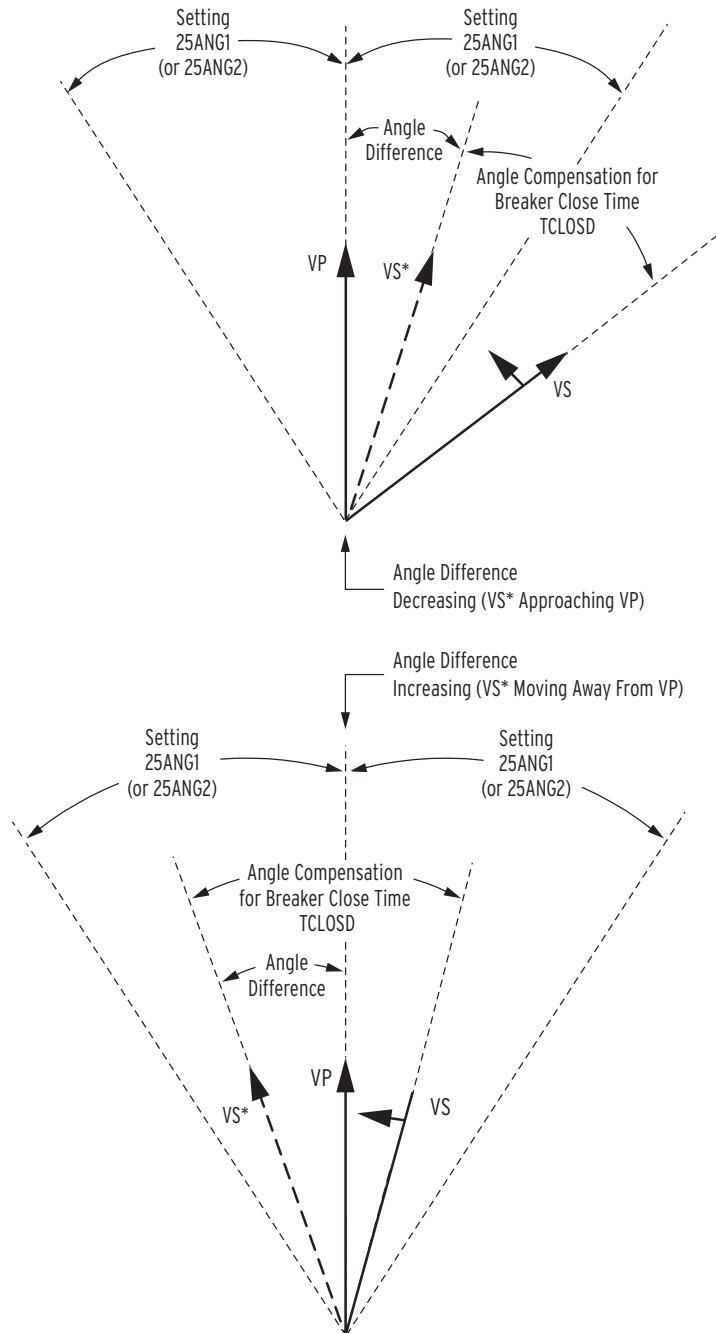 Setting
25ANG1
(or 25ANG2)
Setting
25ANG1
(or 25ANG2)
Angle
Difference
Angle Compensation for
Breaker Close Time
TCLOSD
VP
VS*
VS
Angle Difference
Decreasing (VS* Approaching VP)
Angle Difference
Increasing (VS* Moving Away From VP)
Setting
25ANG1
(or 25ANG2)
Setting
25ANG1
(or 25ANG2)
Angle Compensation
for Breaker Close Time
TCLOSD
Angle
Difference
VP
VS*
VS